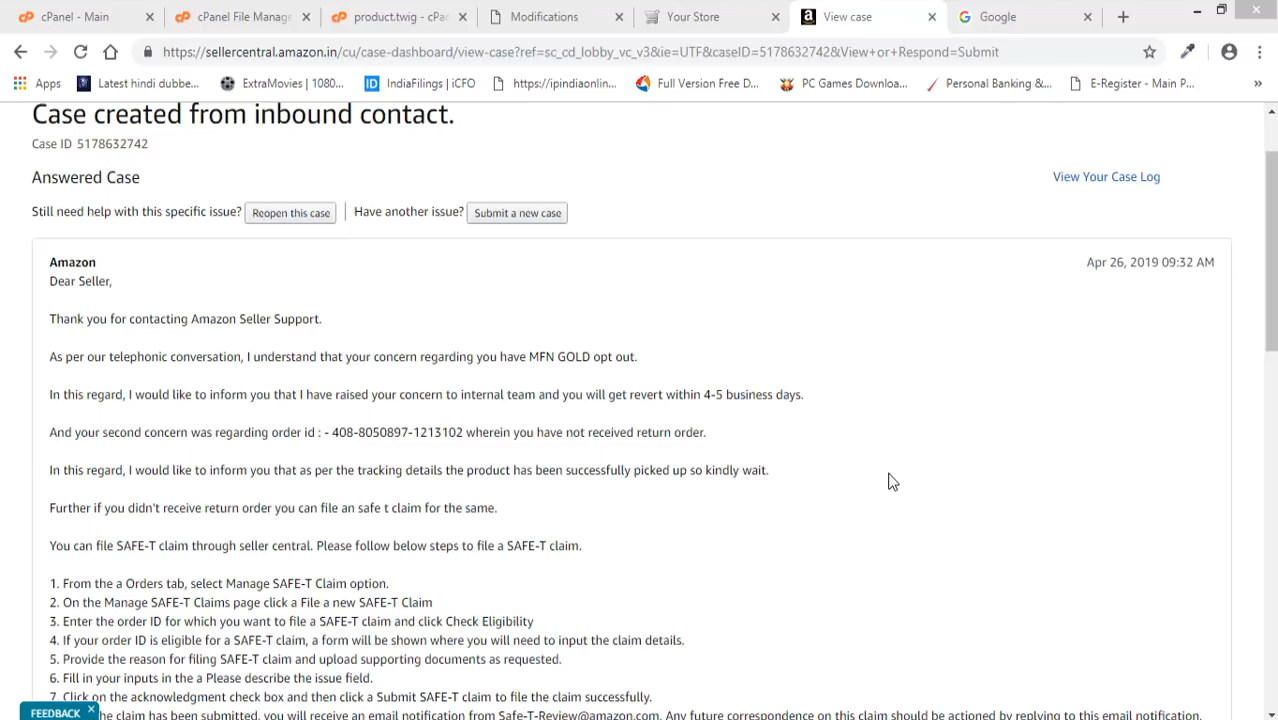 cPanel - Main
cPanel File Manage
product.twig - cPa
Modifications
Your Store
View case
Google
https://sellercentral.amazon.in/cu/case-dashboard/view-case?ref=sc_cd_lobby_vc_v3&ie=UTF&caseID=5178632742&View+or+Respond=Submit
Apps
Latest hindi dubbe...
ExtraMovies | 1080...
IndiaFilings | iCFO
https://ipindiaonlin...
Full Version Free D...
PC Games Downloa...
Personal Banking &...
E-Register - Main P...
»
Case created from inbound contact.
Case ID 5178632742
Answered Case
View Your Case Log
Still need help with this specific issue? Reopen this case
Have another issue? Submit a new case
Amazon
Apr 26, 2019 09:32 AM
Dear Seller,
Thank you for contacting Amazon Seller Support.
As per our telephonic conversation, I understand that your concern regarding you have MFN GOLD opt out.
In this regard, I would like to inform you that I have raised your concern to internal team and you will get revert within 4-5 business days.
And your second concern was regarding order id : - 408-8050897-1213102 wherein you have not received return order.
In this regard, I would like to inform you that as per the tracking details the product has been successfully picked up so kindly wait.
Further if you didn't receive return order you can file an safe t claim for the same.
You can file SAFE-T claim through seller central. Please follow below steps to file a SAFE-T claim.
1. From the a Orders tab, select Manage SAFE-T Claim option.
2. On the Manage SAFE-T Claims page click a File a new SAFE-T Claim
3. Enter the order ID for which you want to file a SAFE-T claim and click Check Eligibility
4. If your order ID is eligible for a SAFE-T claim, a form will be shown where you will need to input the claim details.
5. Provide the reason for filing SAFE-T claim and upload supporting documents as requested.
6. Fill in your inputs in the a Please describe the issue field.
7. Click on the acknowledgment check box and then click a Submit SAFE-T claim to file the claim successfully.
the claim has been submitted, you will receive an email notification from Safe-T-Review@amazon.com. Any future correspondence on this claim should be actioned by replying to this email notification.
FEEDBACK